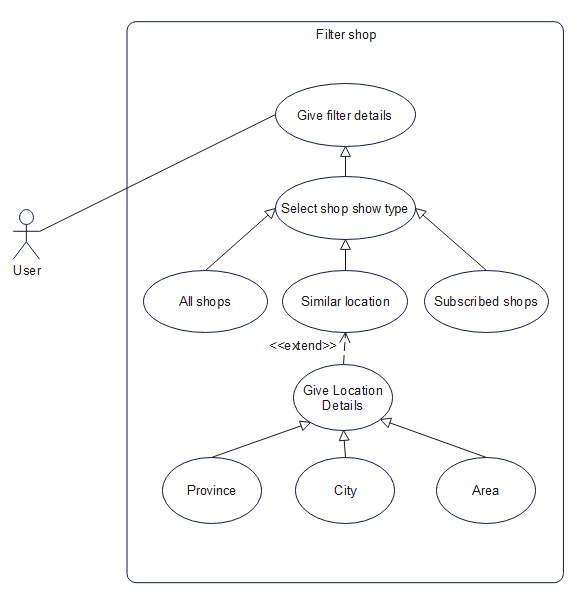 Filter shop
Give filter details
Select shop show type
User
All shops
Similar location
Subscribed shops
<<extend>>
Give Location
Details
Province
City
Area